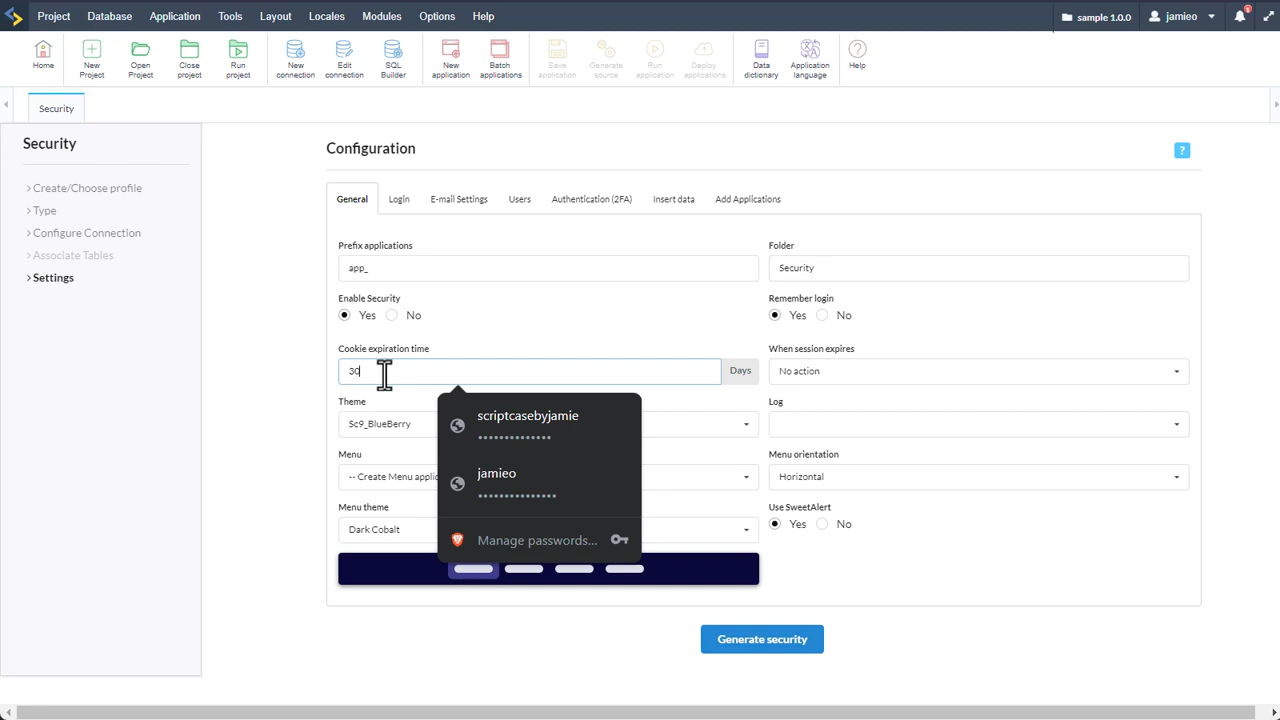 Project Database Application Tools Layout Locales Modules Options Help sample 1.0.0 jamieo 1
Home New Project Open Project Close project Run project New connection Edit connection SQL Builder New application Batch applications Save application Generate source Run application Deploy applications Data dictionary Application language Help
Security
Security
Create/Choose profile
Type
Configure Connection
Associate Tables
Settings
Configuration
?
General Login E-mail Settings Users Authentication (2FA) Insert data Add Applications
Prefix applications Folder
app_ Security
Enable Security Remember login
Yes No Yes No
Cookie expiration time When session expires
30 Days No action
Theme Log
Sc9_BlueBerry
Menu Menu orientation
-- Create Menu applic Horizontal
Menu theme Use SweetAlert
Dark Cobalt Yes No
scriptcasebyjamie
••••••••••••••
jamieo
•••••••••••••••
Manage passwords...
Generate security